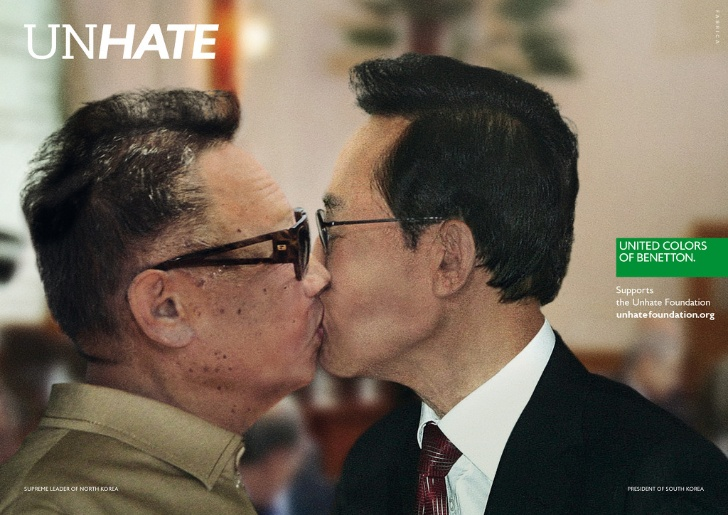 UNHATE
FABRICA
UNITED COLORS
OF BENETTON.
Supports
the Unhate Foundation
unhatefoundation.org
SUPREME LEADER OF NORTH KOREA
PRESIDENT OF SOUTH KOREA